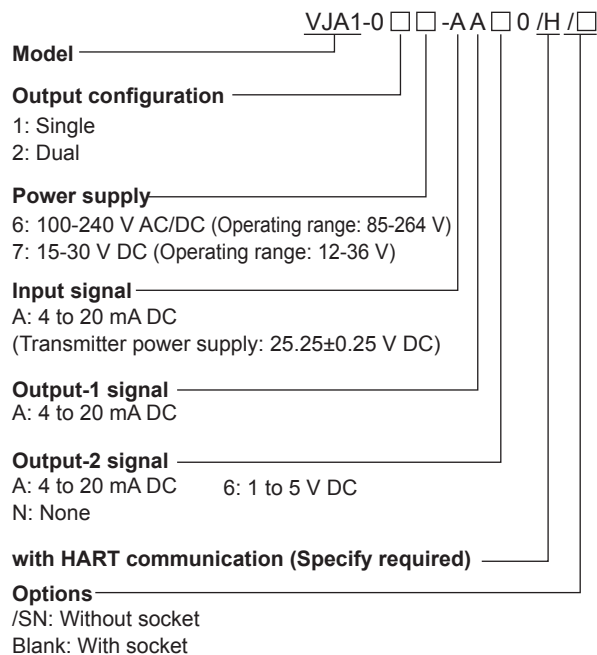 VJA1-0 □ □ -A A □ 0 /H /□
Model
Output configuration
1: Single
2: Dual
Power supply
6: 100-240 V AC/DC (Operating range: 85-264 V)
7: 15-30 V DC (Operating range: 12-36 V)
Input signal
A: 4 to 20 mA DC
(Transmitter power supply: 25.25±0.25 V DC)
Output-1 signal
A: 4 to 20 mA DC
Output-2 signal
A: 4 to 20 mA DC 6: 1 to 5 V DC
N: None
with HART communication (Specify required)
Options
/SN: Without socket
Blank: With socket